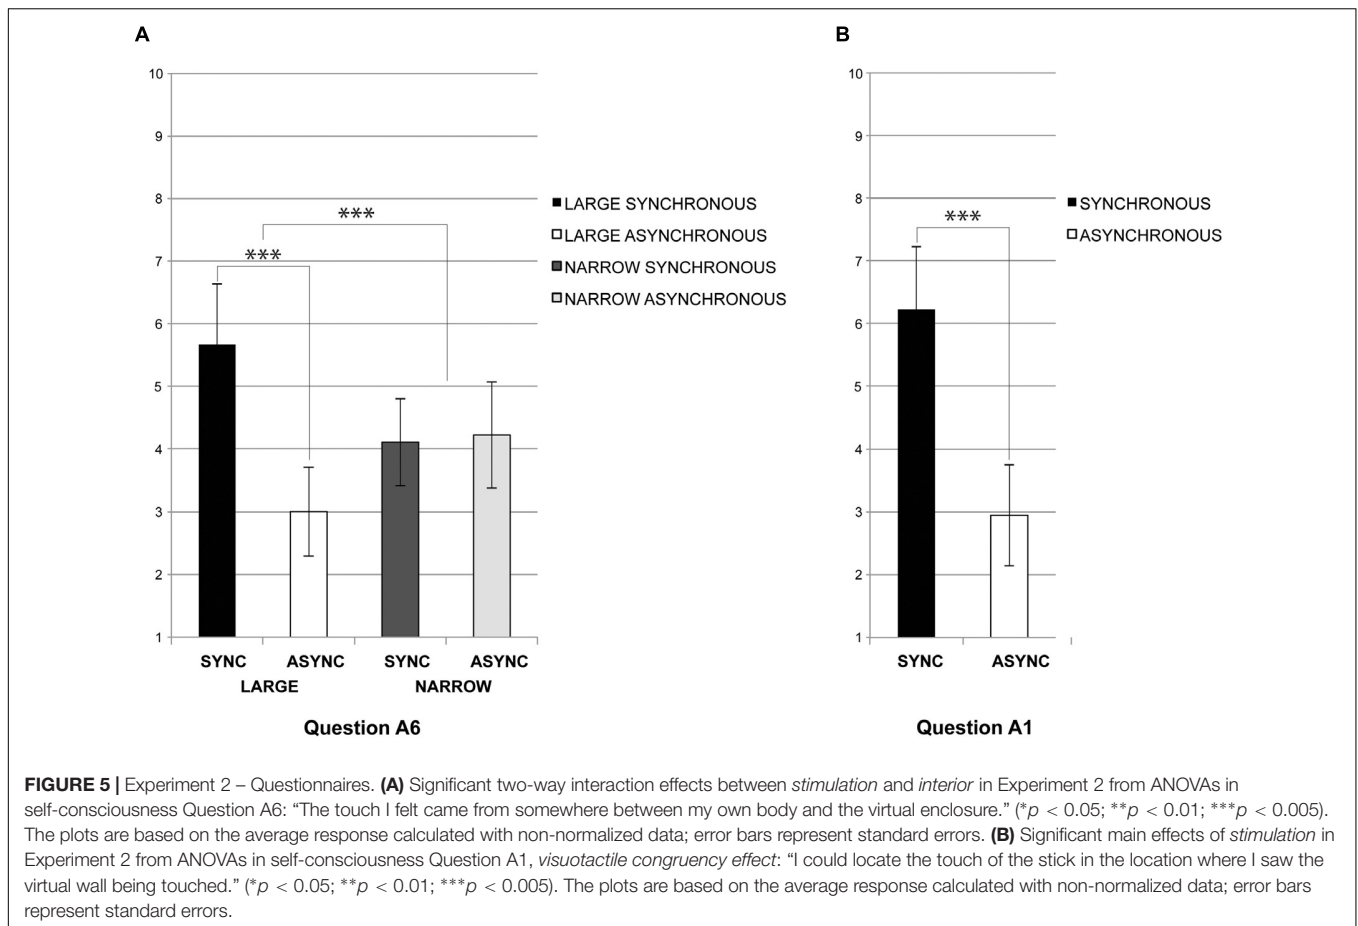 A
10
9
8
7
6
5
4
3
2
1
***
***
LARGE SYNCHRONOUS
LARGE ASYNCHRONOUS
NARROW SYNCHRONOUS
NARROW ASYNCHRONOUS
SYNC ASYNC SYNC ASYNC
LARGE NARROW
Question A6
B
10
9
8
7
6
5
4
3
2
1
***
SYNCHRONOUS
ASYNCHRONOUS
SYNC ASYNC
Question A1
FIGURE 5 | Experiment 2 – Questionnaires. (A) Significant two-way interaction effects between stimulation and interior in Experiment 2 from ANOVAs in
self-consciousness Question A6: “The touch I felt came from somewhere between my own body and the virtual enclosure.” (*p < 0.05; **p < 0.01; ***p < 0.005).
The plots are based on the average response calculated with non-normalized data; error bars represent standard errors. (B) Significant main effects of stimulation in
Experiment 2 from ANOVAs in self-consciousness Question A1, visuotactile congruency effect: “I could locate the touch of the stick in the location where I saw the
virtual wall being touched.” (*p < 0.05; **p < 0.01; ***p < 0.005). The plots are based on the average response calculated with non-normalized data; error bars
represent standard errors.